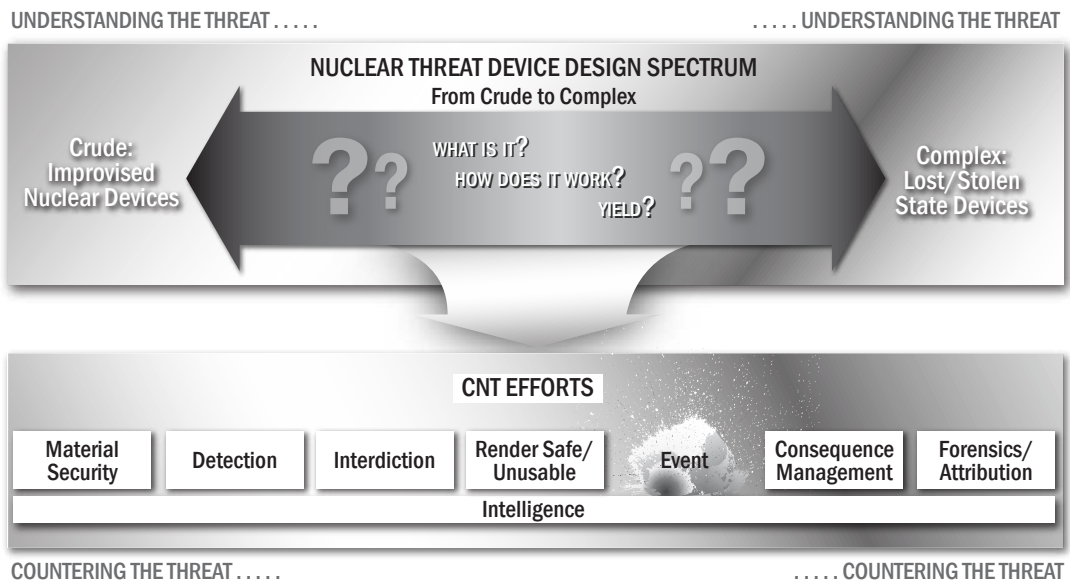 UNDERSTANDING THE THREAT . . . . .
. . . . . UNDERSTANDING THE THREAT
NUCLEAR THREAT DEVICE DESIGN SPECTRUM
From Crude to Complex
Crude:
Improvised
Nuclear Devices
? ?
WHAT IS IT?
HOW DOES IT WORK?
YIELD?
? ?
Complex:
Lost/Stolen
State Devices
CNT EFFORTS
Material
Security
Detection
Interdiction
Render Safe/
Unusable
Event
Consequence
Management
Forensics/
Attribution
Intelligence
COUNTERING THE THREAT . . . . .
. . . . . COUNTERING THE THREAT